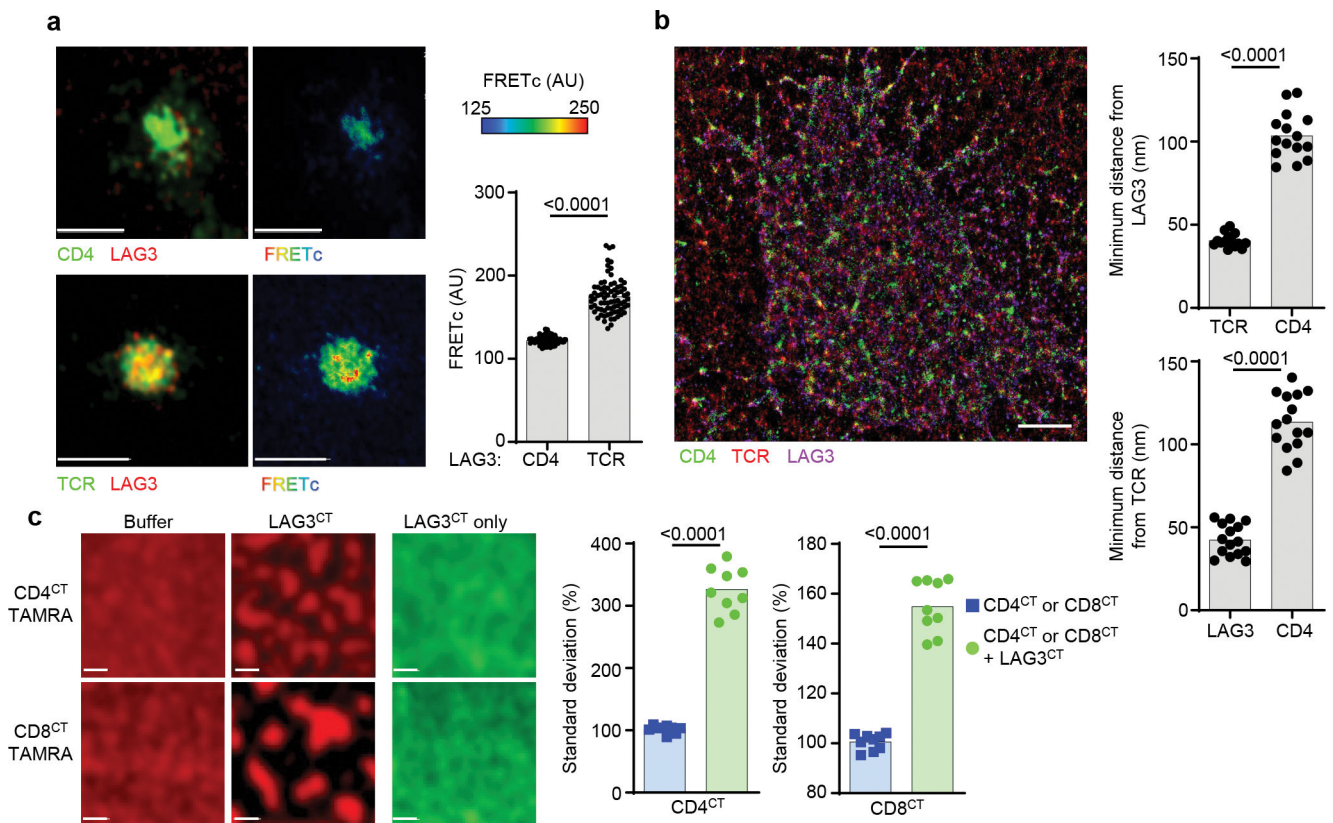 a
FRETc (AU)
125 250
CD4 LAG3
FRETc
TCR LAG3
FRETc
300
200
100
0
FRETc (AU)
<0.0001
LAG3: CD4 TCR
b
CD4 TCR LAG3
150
100
50
0
Minimum distance from
LAG3 (nm)
<0.0001
TCR CD4
150
100
50
0
Minimum distance
from TCR (nm)
<0.0001
LAG3 CD4
c
Buffer LAG3CT LAG3CT only
CD4CT
TAMRA
CD8CT
TAMRA
400
300
200
100
0
Standard deviation (%)
<0.0001
CD4CT
180
160
140
120
100
80
Standard deviation (%)
<0.0001
CD8CT
CD4CT or CD8CT
CD4CT or CD8CT
+ LAG3CT